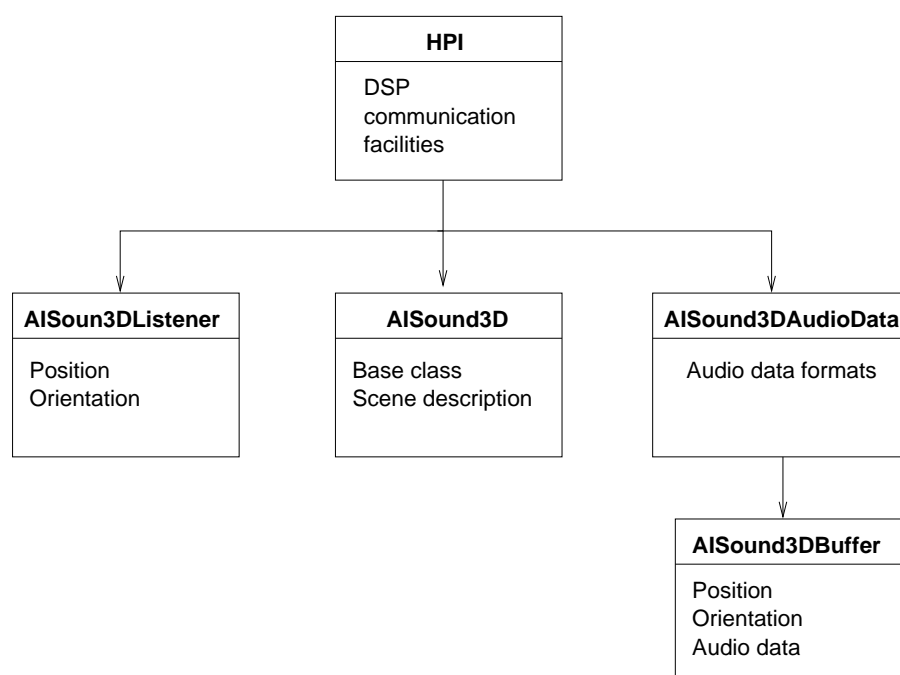 HPI
DSP
communication
facilities
AISoun3DListener
Position
Orientation
AISound3D
Base class
Scene description
AISound3DAudioData
Audio data formats
AISound3DBuffer
Position
Orientation
Audio data